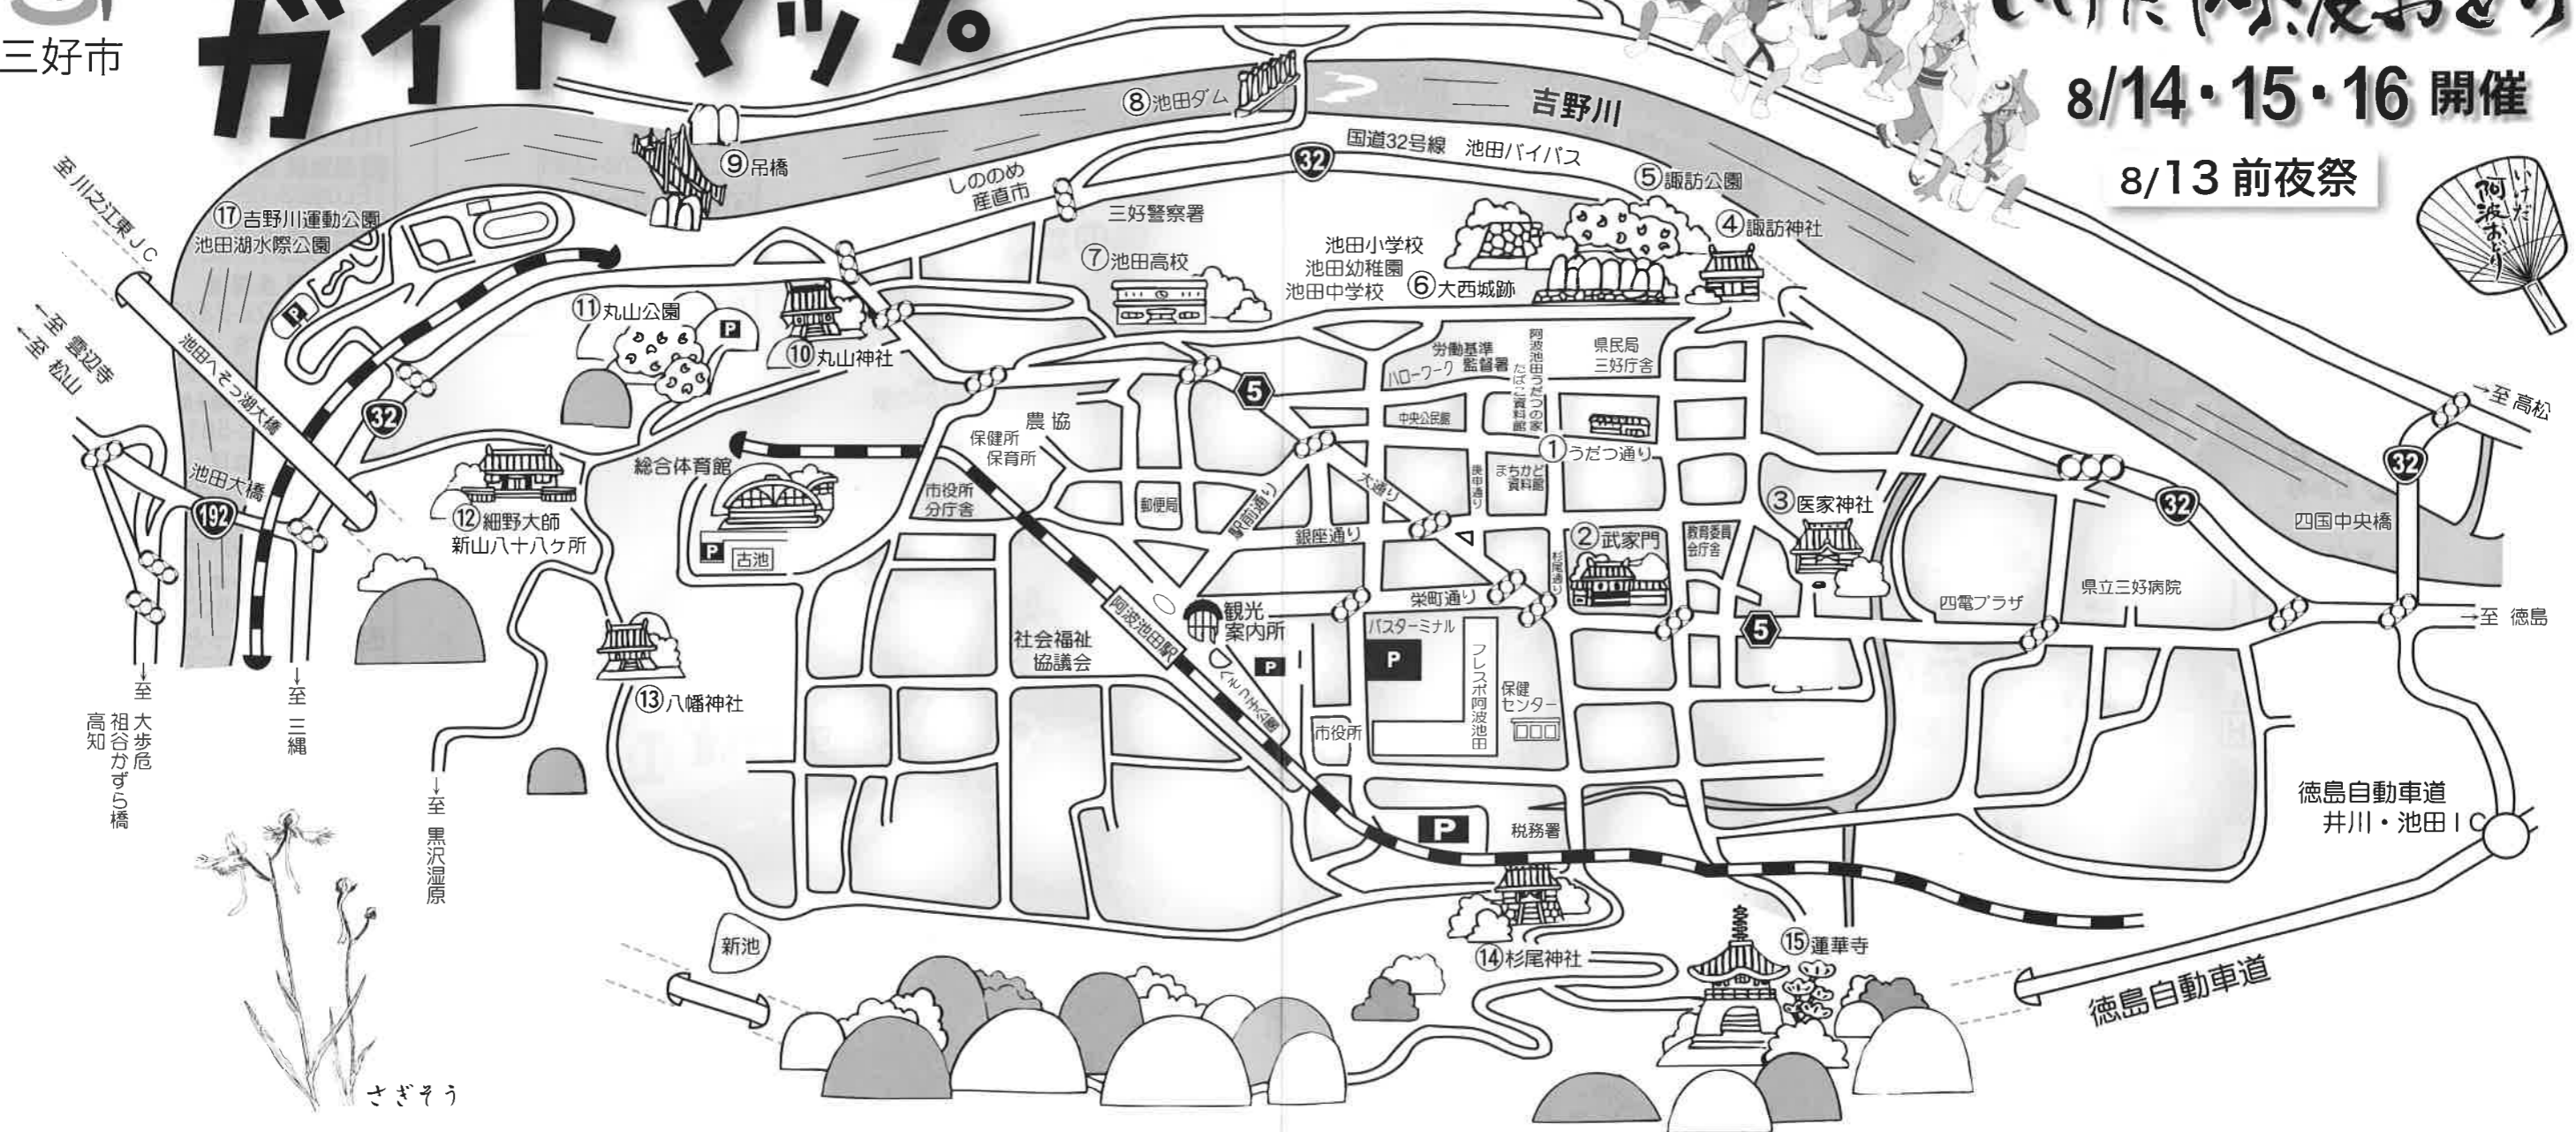 三好市
ガイドマップ
いけだ阿波おどり
8/14・15・16 開催
8/13 前夜祭
いけだ
阿波おどり
吉野川
⑧池田ダム
⑨吊橋
国道32号線 池田バイパス
32
しののめ
産直市
三好警察署
⑤諏訪公園
④諏訪神社
⑰吉野川運動公園
池田湖水際公園
至 川之江東JC
←至 雲辺寺
←至 松山
池田へそっ湖大橋
P
⑦池田高校
池田小学校
池田幼稚園
池田中学校
⑥大西城跡
⑪丸山公園
P
⑩丸山神社
32
5
労働基準
監督署
ハローワーク
阿波池田うだつの家
たばこ資料館
県民局
三好庁舎
中央公民館
①うだつ通り
→至 高松
32
32
四国中央橋
農協
保健所
保育所
総合体育館
市役所
分庁舎
郵便局
駅前通り
大通り
銀座通り
まちかど
資料館
②武家門
杉尾通り
教育委員
会庁舎
③医家神社
池田大橋
192
⑫細野大師
新山八十八ヶ所
P
古池
栄町通り
四電プラザ
県立三好病院
→至 徳島
5
阿波池田駅
観光
案内所
P
社会福祉
協議会
バスターミナル
P
フレスポ阿波池田
保健
センター
市役所
⑬八幡神社
→至 大歩危
祖谷かずら橋
高知
→至 三縄
→至 黒沢湿原
徳島自動車道
井川・池田IC
P
税務署
新池
⑭杉尾神社
⑮蓮華寺
徳島自動車道
さぎそう